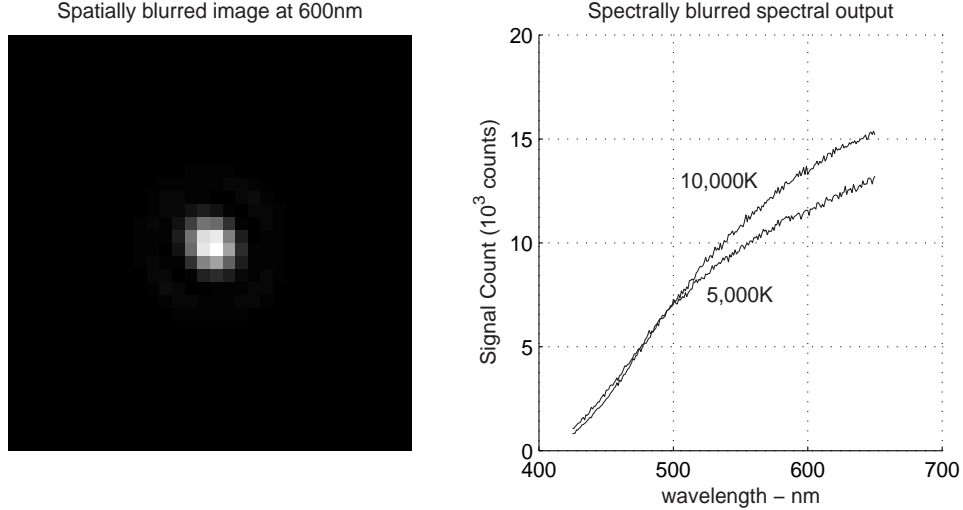 Spatially blurred image at 600nm
Spectrally blurred spectral output
20
15
10
5
0
400
500
600
700
10,000K
5,000K
Signal Count (10³ counts)
wavelength – nm